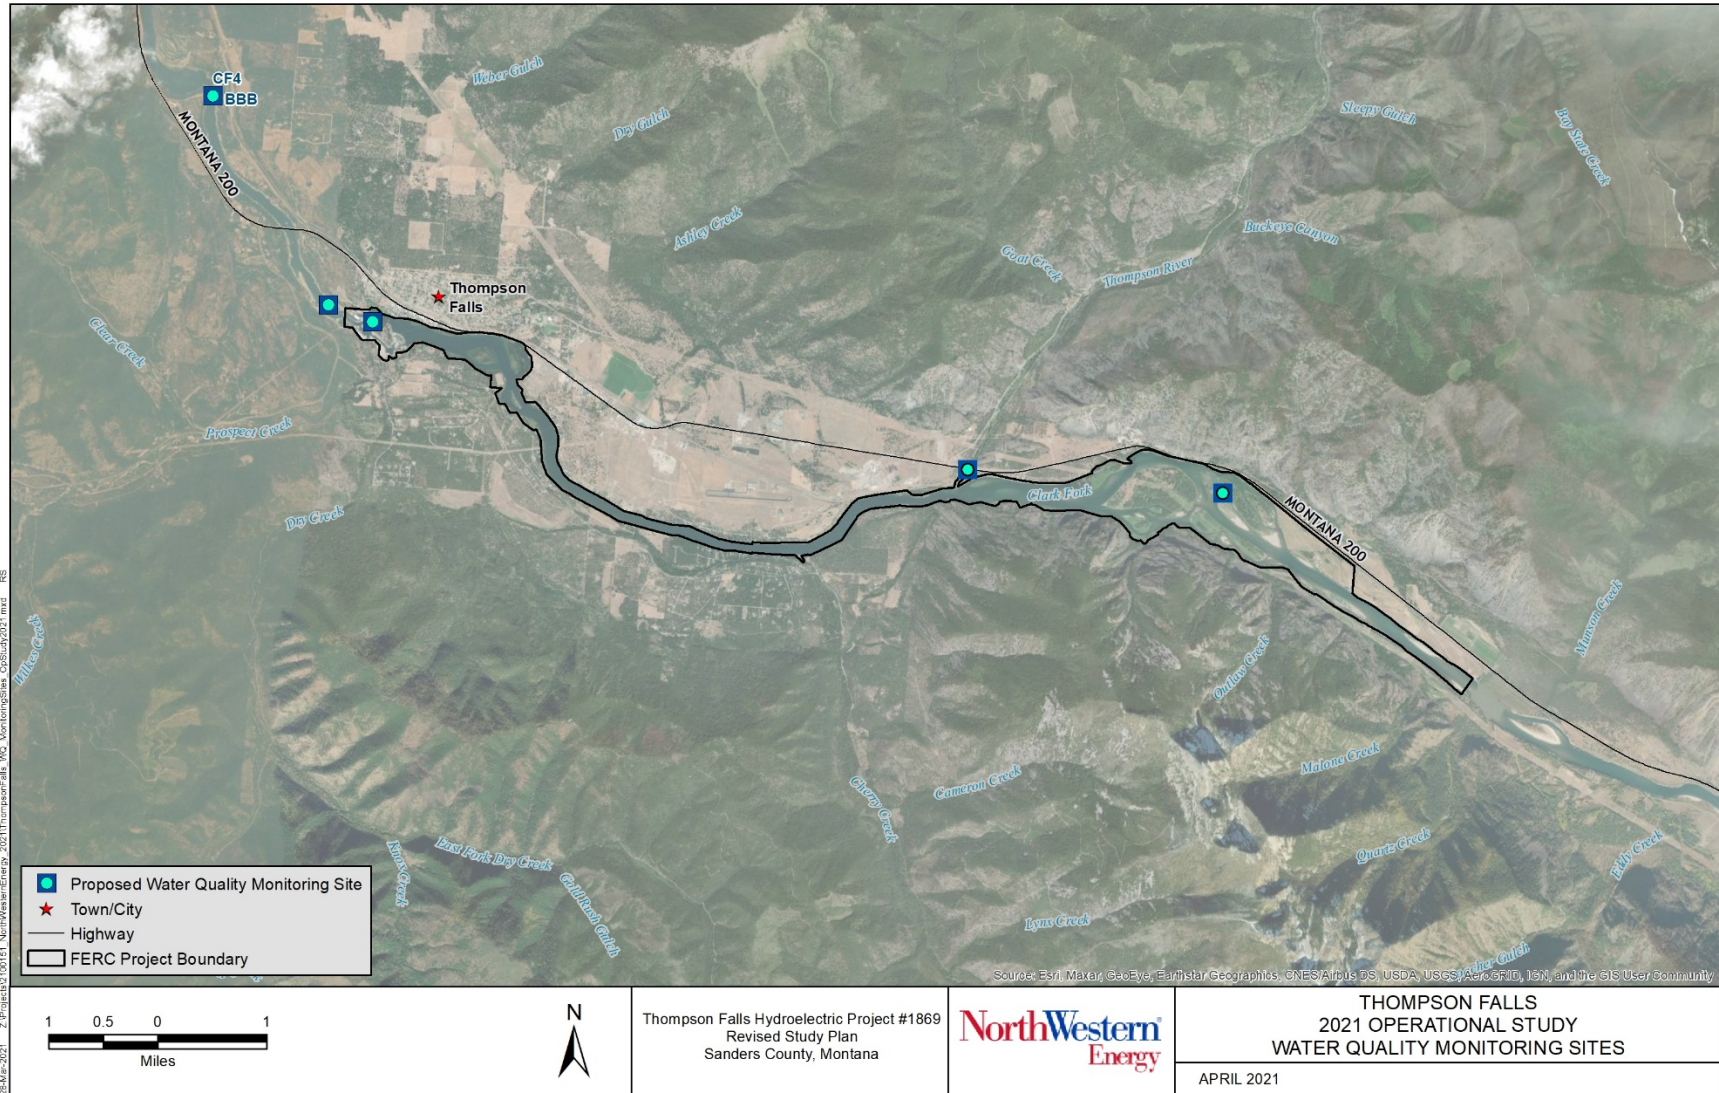 CF4
BBB
MONTANA 200
Weber Gulch
Dry Gulch
Ashley Creek
Sleepy Gulch
Bay State Creek
Buckeye Canyon
Goat Creek
Thompson River
Thompson
Falls
Clear Creek
Prospect Creek
Dry Creek
Clark Fork
MONTANA 200
Munson Creek
Wilkes Creek
Outlaw Creek
Malone Creek
Cameron Creek
Cherry Creek
Quartz Creek
Knox Creek
East Fork Dry Creek
Gold Rush Gulch
Lynx Creek
Proposed Water Quality Monitoring Site
Town/City
Highway
FERC Project Boundary
Source: Esri, Maxar, GeoEye, Earthstar Geographics, CNES/Airbus DS, USDA, USGS, AeroGRID, IGN, and the GIS User Community
1 0.5 0 1
Miles
N
Thompson Falls Hydroelectric Project #1869
Revised Study Plan
Sanders County, Montana
NorthWestern
Energy
THOMPSON FALLS
2021 OPERATIONAL STUDY
WATER QUALITY MONITORING SITES
APRIL 2021